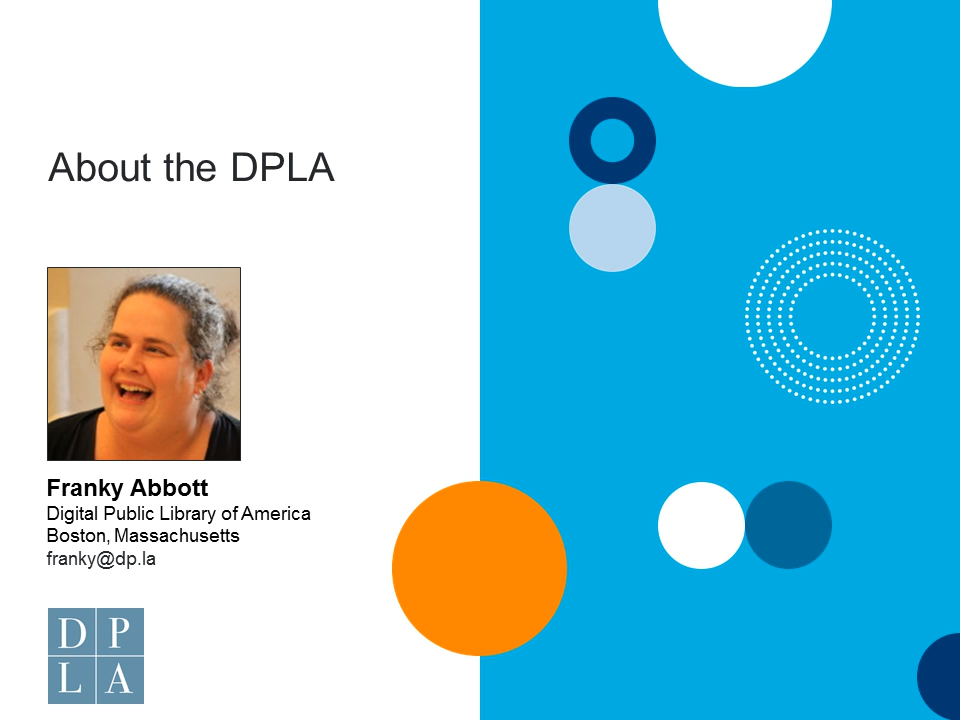 About the DPLA
Franky Abbott
Digital Public Library of America
Boston, Massachusetts
franky@dp.la
D P
L A